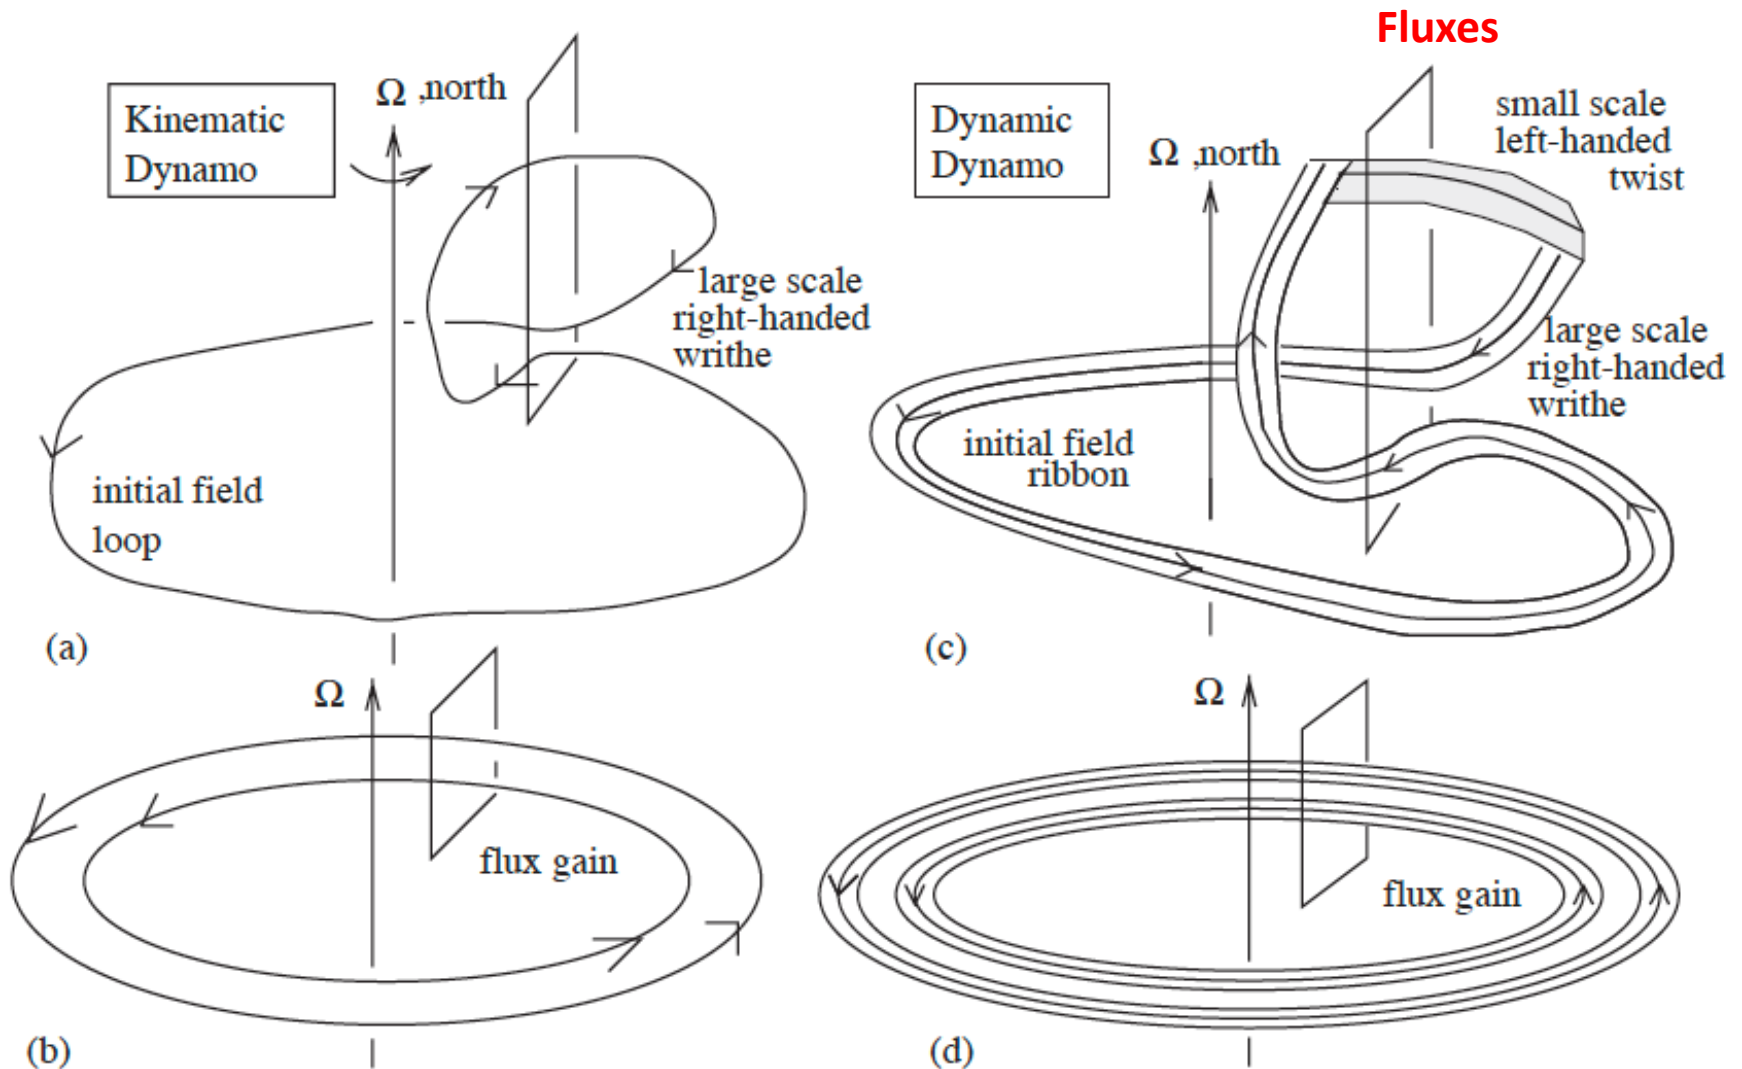 Fluxes
Kinematic
Dynamo
Ω ,north
large scale
right-handed
writhe
initial field
loop
(a)
Dynamic
Dynamo
Ω ,north
small scale
left-handed
twist
large scale
right-handed
writhe
initial field
ribbon
(c)
Ω
flux gain
(b)
Ω
flux gain
(d)